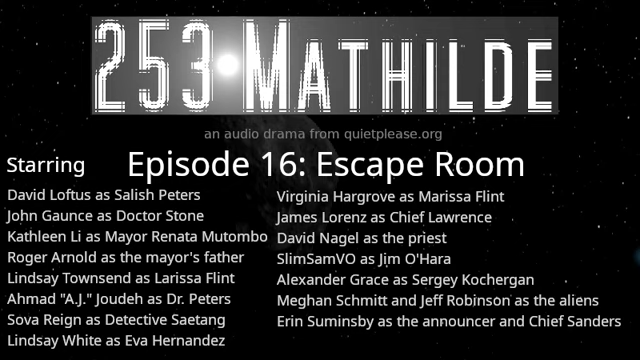 253 MATHILDE
an audio drama from quietplease.org
Starring
Episode 16: Escape Room
David Loftus as Salish Peters
John Gaunce as Doctor Stone
Kathleen Li as Mayor Renata Mutombo
Roger Arnold as the mayor's father
Lindsay Townsend as Larissa Flint
Ahmad "A.J." Joudeh as Dr. Peters
Sova Reign as Detective Saetang
Lindsay White as Eva Hernandez
Virginia Hargrove as Marissa Flint
James Lorenz as Chief Lawrence
David Nagel as the priest
SlimSamVO as Jim O'Hara
Alexander Grace as Sergey Kochergan
Meghan Schmitt and Jeff Robinson as the aliens
Erin Suminsby as the announcer and Chief Sanders